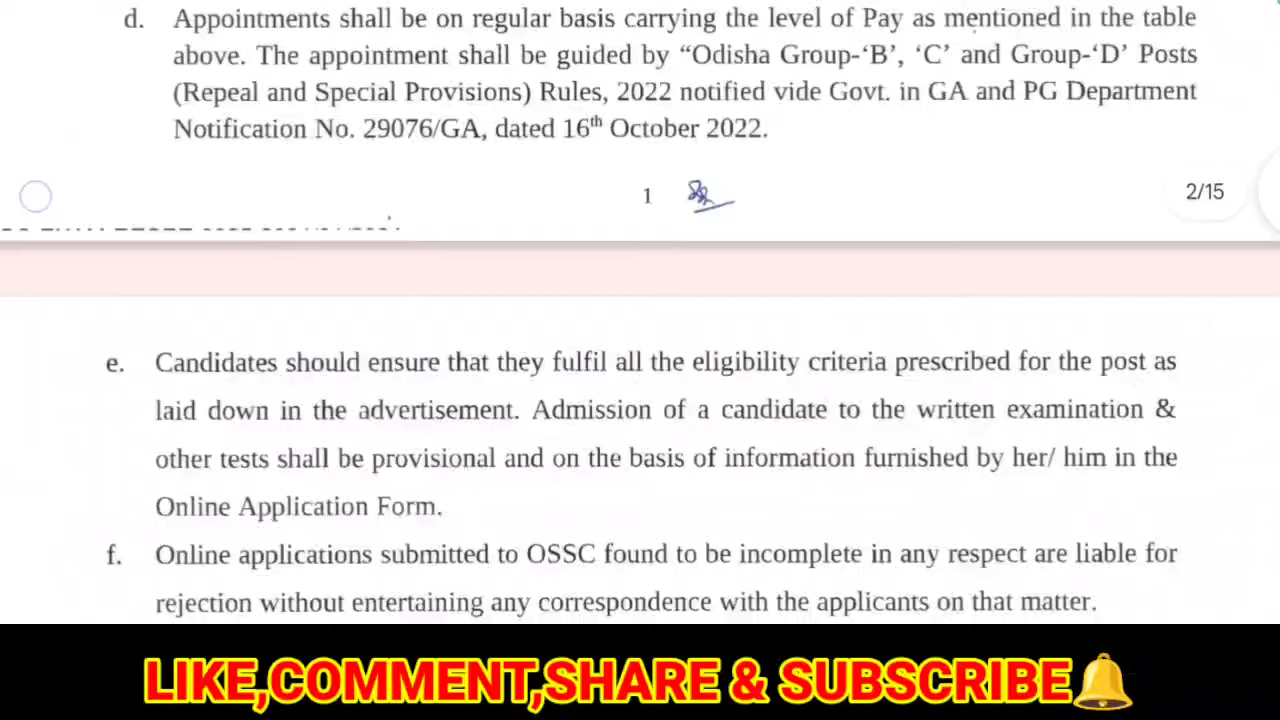 d. Appointments shall be on regular basis carrying the level of Pay as mentioned in the table
above. The appointment shall be guided by “Odisha Group-‘B’, ‘C’ and Group-‘D’ Posts
(Repeal and Special Provisions) Rules, 2022 notified vide Govt. in GA and PG Department
Notification No. 29076/GA, dated 16th October 2022.
1
2/15
e. Candidates should ensure that they fulfil all the eligibility criteria prescribed for the post as
laid down in the advertisement. Admission of a candidate to the written examination &
other tests shall be provisional and on the basis of information furnished by her/ him in the
Online Application Form.
f. Online applications submitted to OSSC found to be incomplete in any respect are liable for
rejection without entertaining any correspondence with the applicants on that matter.
LIKE,COMMENT,SHARE & SUBSCRIBE